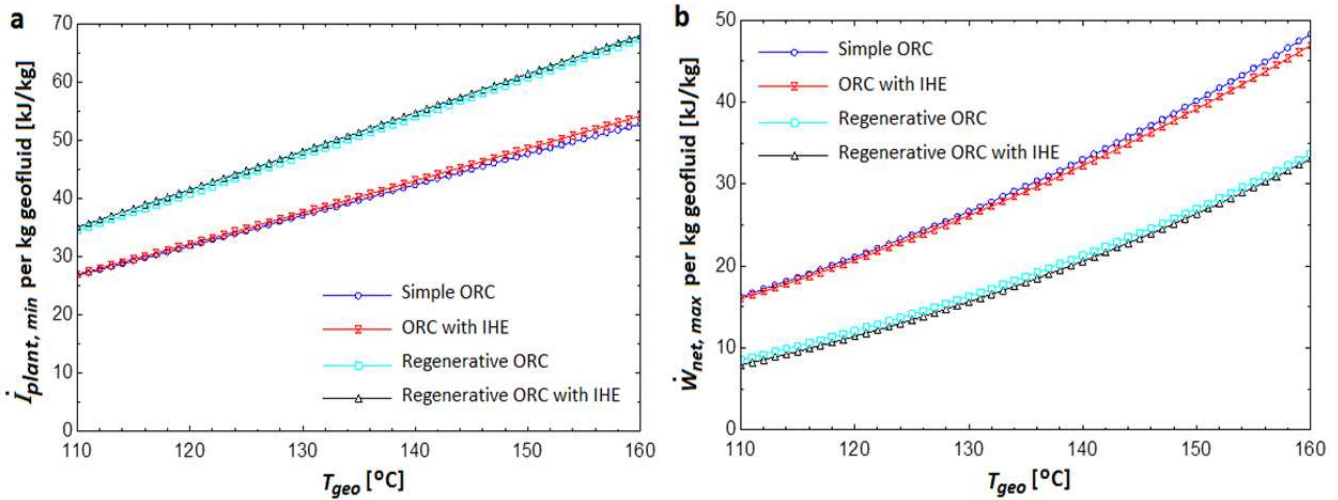 a
İplant, min per kg geofluid [kJ/kg]
70
60
50
40
30
20
10
0
Simple ORC
ORC with IHE
Regenerative ORC
Regenerative ORC with IHE
110 120 130 140 150 160
Tgeo [°C]
b
Ẇnet, max per kg geofluid [kJ/kg]
50
40
30
20
10
0
Simple ORC
ORC with IHE
Regenerative ORC
Regenerative ORC with IHE
110 120 130 140 150 160
Tgeo [°C]